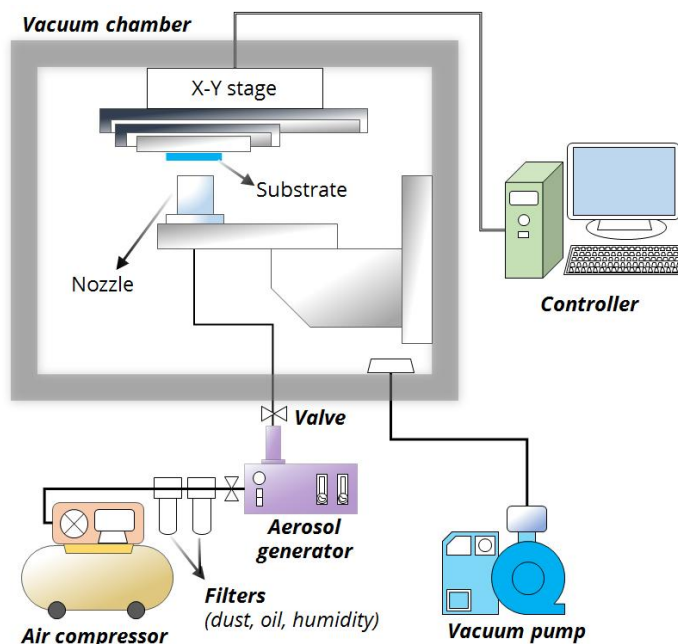 Vacuum chamber
X-Y stage
Substrate
Nozzle
Controller
Valve
Aerosol
generator
Filters
(dust, oil, humidity)
Air compressor
Vacuum pump